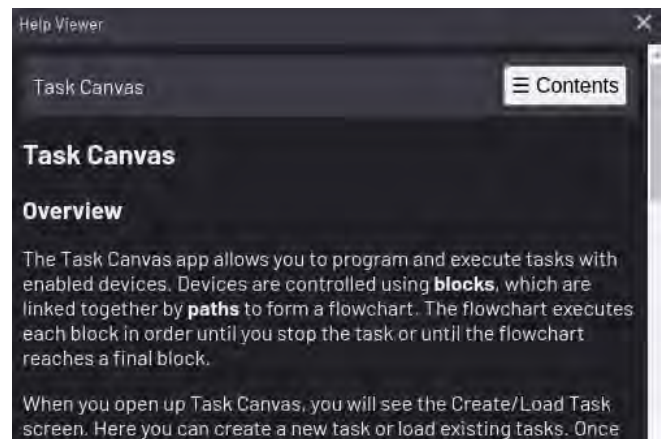 Help Viewer
Task Canvas
☰ Contents
Task Canvas
Overview
The Task Canvas app allows you to program and execute tasks with
enabled devices. Devices are controlled using blocks, which are
linked together by paths to form a flowchart. The flowchart executes
each block in order until you stop the task or until the flowchart
reaches a final block.
When you open up Task Canvas, you will see the Create/Load Task
screen. Here you can create a new task or load existing tasks. Once